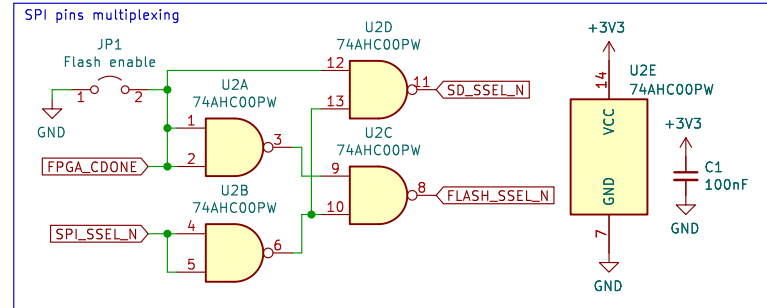 SPI pins multiplexing
JP1
Flash enable
1 2
GND
FPGA_CDONE
SPI_SSEL_N
U2A
74AHC00PW
1
2
3
U2B
74AHC00PW
4
5
6
U2D
74AHC00PW
12
13
11
SD_SSEL_N
U2C
74AHC00PW
9
10
8
FLASH_SSEL_N
+3V3
14
U2E
74AHC00PW
VCC
GND
7
GND
+3V3
C1
100nF
GND